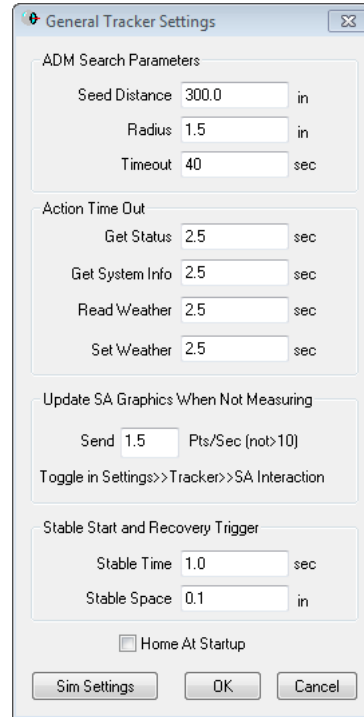 General Tracker Settings
ADM Search Parameters
Seed Distance 300.0 in
Radius 1.5 in
Timeout 40 sec
Action Time Out
Get Status 2.5 sec
Get System Info 2.5 sec
Read Weather 2.5 sec
Set Weather 2.5 sec
Update SA Graphics When Not Measuring
Send 1.5 Pts/Sec (not>10)
Toggle in Settings>>Tracker>>SA Interaction
Stable Start and Recovery Trigger
Stable Time 1.0 sec
Stable Space 0.1 in
Home At Startup
Sim Settings OK Cancel